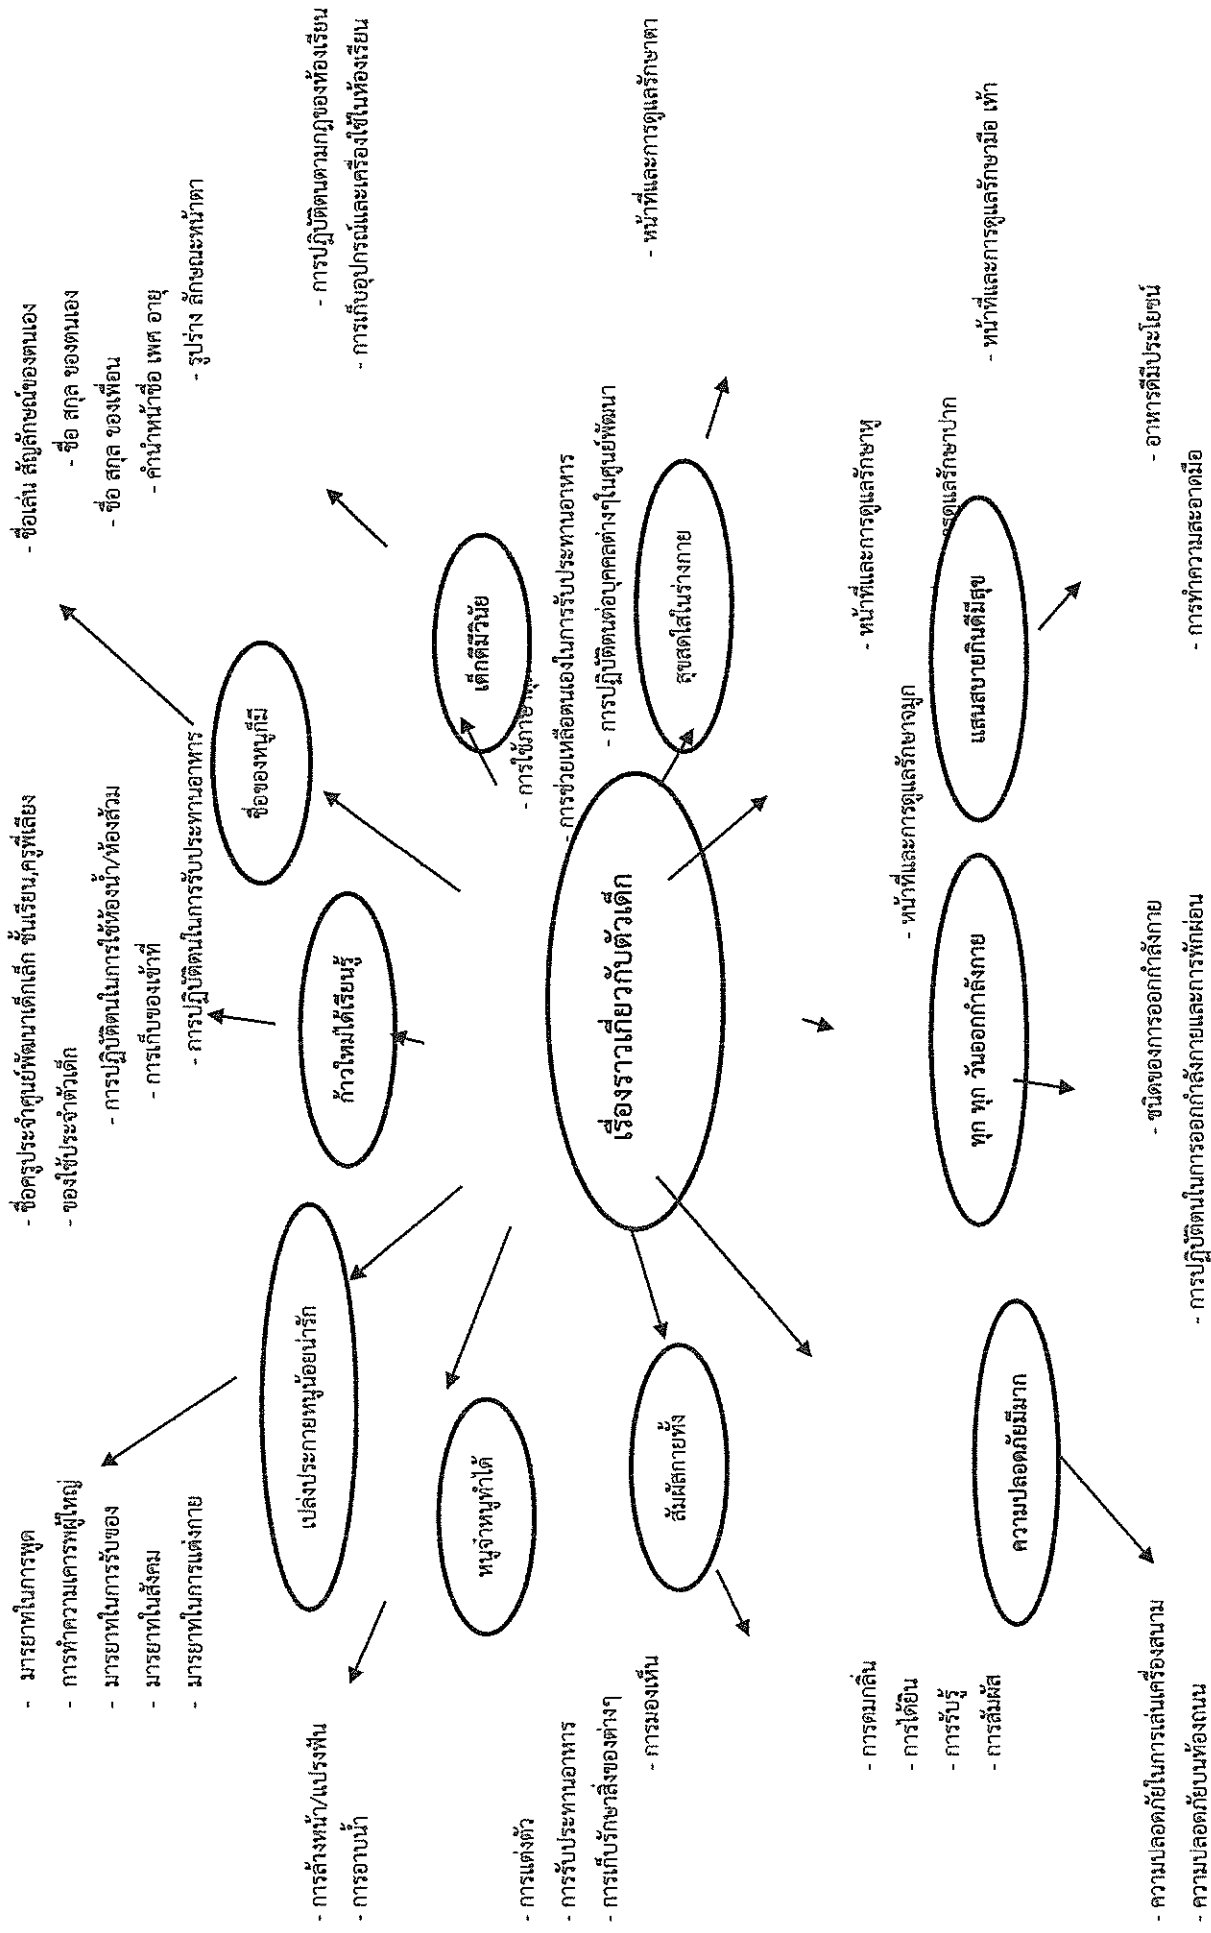 - มารยาทในการพูด
- การทำความเคารพผู้ใหญ่
- มารยาทในการรับของ
- มารยาทในสังคม
- มารยาทในการแต่งกาย
- ชื่อครูประจำศูนย์พัฒนาเด็กเล็ก ชั้นเรียน,ครูพี่เลี้ยง
- ของใช้ประจำตัวเด็ก
- การปฏิบัติตนในการใช้ห้องน้ำ/ห้องส้วม
- การเก็บของเข้าที่
- การปฏิบัติตนในการรับประทานอาหาร
- ชื่อเล่น สัญลักษณ์ของตนเอง
- ชื่อ สกุล ของตนเอง
- ชื่อ สกุล ของเพื่อน
- คำนำหน้าชื่อ เพศ อายุ
- รูปร่าง ลักษณะหน้าตา
เปล่งประกายหนูน้อยน่ารัก
ก้าวใหม่ได้เรียนรู้
ชื่อของหนูก็มี
- การล้างหน้า/แปรงฟัน
- การอาบน้ำ
- การปฏิบัติตนตามกฎของห้องเรียน
- การเก็บอุปกรณ์และเครื่องใช้ในห้องเรียน
หนูจ๋าหนูทำได้
เด็กดีมีวินัย
- การแต่งตัว
- การรับประทานอาหาร
- การเก็บรักษาสิ่งของต่างๆ
- การใช้ภาษา
- การช่วยเหลือตนเองในการรับประทานอาหาร
- การปฏิบัติตนต่อบุคคลต่างๆในศูนย์พัฒนา
เรื่องราวเกี่ยวกับตัวเด็ก
- การมองเห็น
สัมผัสกายทั้ง
สุขสดใสในร่างกาย
- หน้าที่และการดูแลรักษาตา
- การดมกลิ่น
- การได้ยิน
- การรับรู้
- การสัมผัส
- หน้าที่และการดูแลรักษาหู
- หน้าที่และการดูแลรักษาจมูก
ารดูแลรักษาปาก
- หน้าที่และการดูแลรักษามือ เท้า
ความปลอดภัยมีมาก
ทุก ทุก วันออกกำลังกาย
แสนสบายกินดีมีสุข
- ความปลอดภัยในการเล่นเครื่องสนาม
- ความปลอดภัยบนท้องถนน
- ชนิดของการออกกำลังกาย
- การปฏิบัติตนในการออกกำลังกายและการพักผ่อน
- อาหารดีมีประโยชน์
- การทำความสะอาดมือ